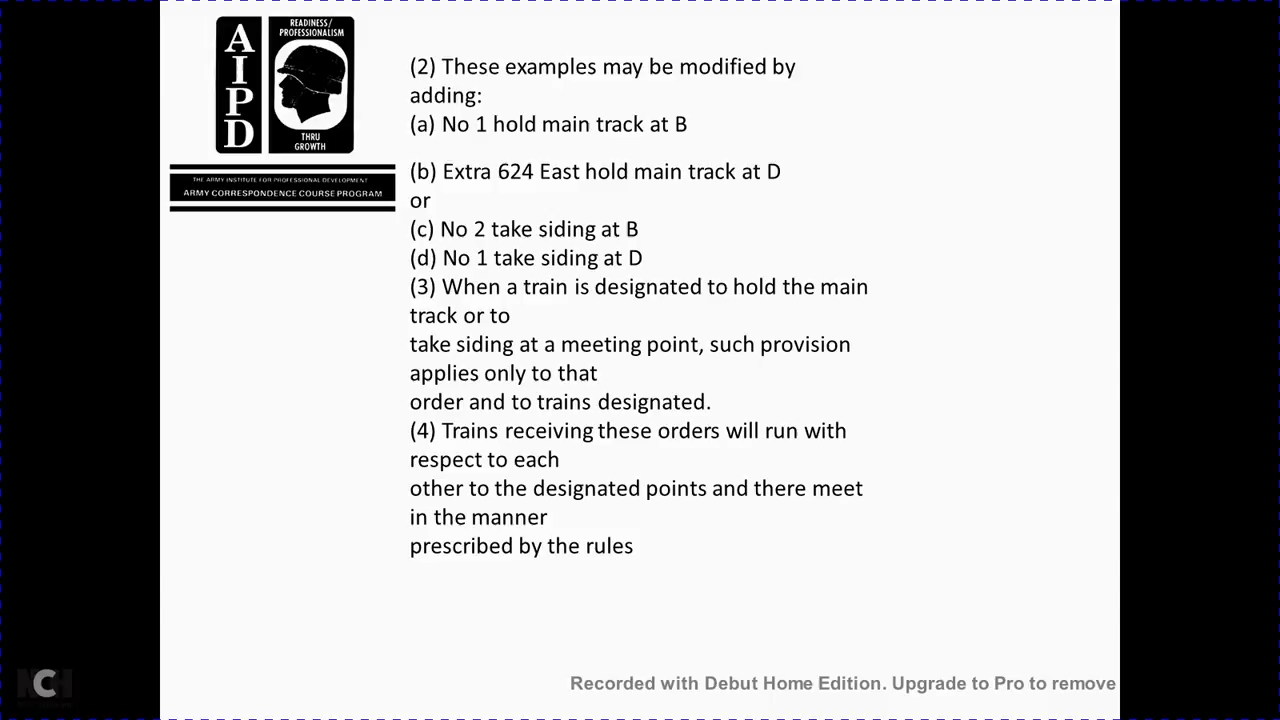 AIPD
READINESS/
PROFESSIONALISM
THRU
GROWTH
THE ARMY INSTITUTE FOR PROFESSIONAL DEVELOPMENT
ARMY CORRESPONDENCE COURSE PROGRAM
(2) These examples may be modified by
adding:
(a) No 1 hold main track at B
(b) Extra 624 East hold main track at D
or
(c) No 2 take siding at B
(d) No 1 take siding at D
(3) When a train is designated to hold the main
track or to
take siding at a meeting point, such provision
applies only to that
order and to trains designated.
(4) Trains receiving these orders will run with
respect to each
other to the designated points and there meet
in the manner
prescribed by the rules
NCH
Recorded with Debut Home Edition. Upgrade to Pro to remove